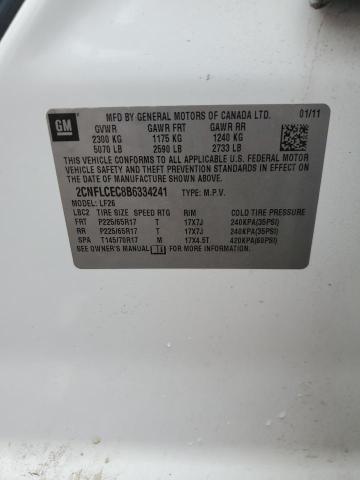 GM
MFD BY GENERAL MOTORS OF CANADA LTD. 01/11
GVWR GAWR FRT GAWR RR
2300 KG 1175 KG 1240 KG
5070 LB 2590 LB 2733 LB
THIS VEHICLE CONFORMS TO ALL APPLICABLE U.S. FEDERAL MOTOR
VEHICLE SAFETY AND THEFT PREVENTION STANDARDS IN EFFECT ON
THE DATE OF MANUFACTURE SHOWN ABOVE.
2CNFLCEC8B6334241 TYPE: M.P.V.
MODEL: LF26
LBC2 TIRE SIZE SPEED RTG RIM COLD TIRE PRESSURE
FRT P225/65R17 T 17X7J 240KPA(35PSI)
RR P225/65R17 T 17X7J 240KPA(35PSI)
SPA T145/70R17 M 17X4.5T 420KPA(60PSI)
SEE OWNER'S MANUAL